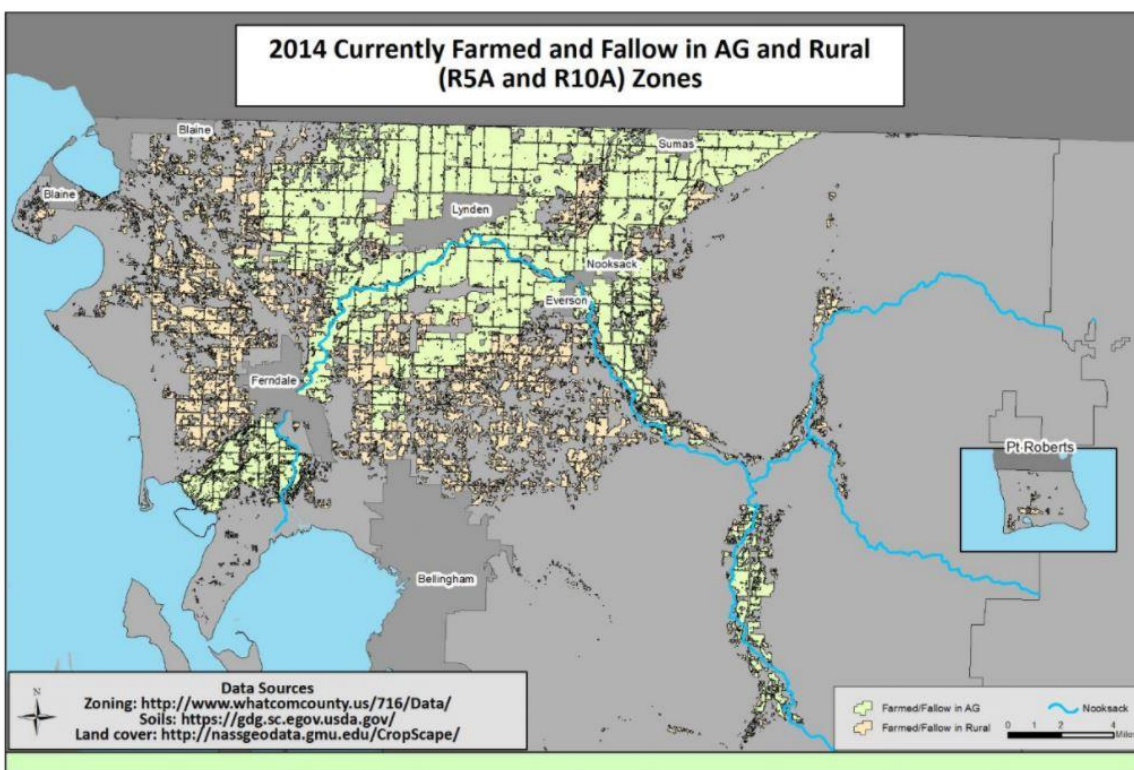 2014 Currently Farmed and Fallow in AG and Rural
(R5A and R10A) Zones
Blaine
Sumas
Blaine
Lynden
Nooksack
Everson
Ferndale
Pt Roberts
Bellingham
N
Data Sources
Zoning: http://www.whatcomcounty.us/716/Data/
Soils: https://gdg.sc.egov.usda.gov/
Land cover: http://nassgeodata.gmu.edu/CropScape/
Farmed/Fallow in AG
Nooksack
Farmed/Fallow in Rural
0 2 4
Miles